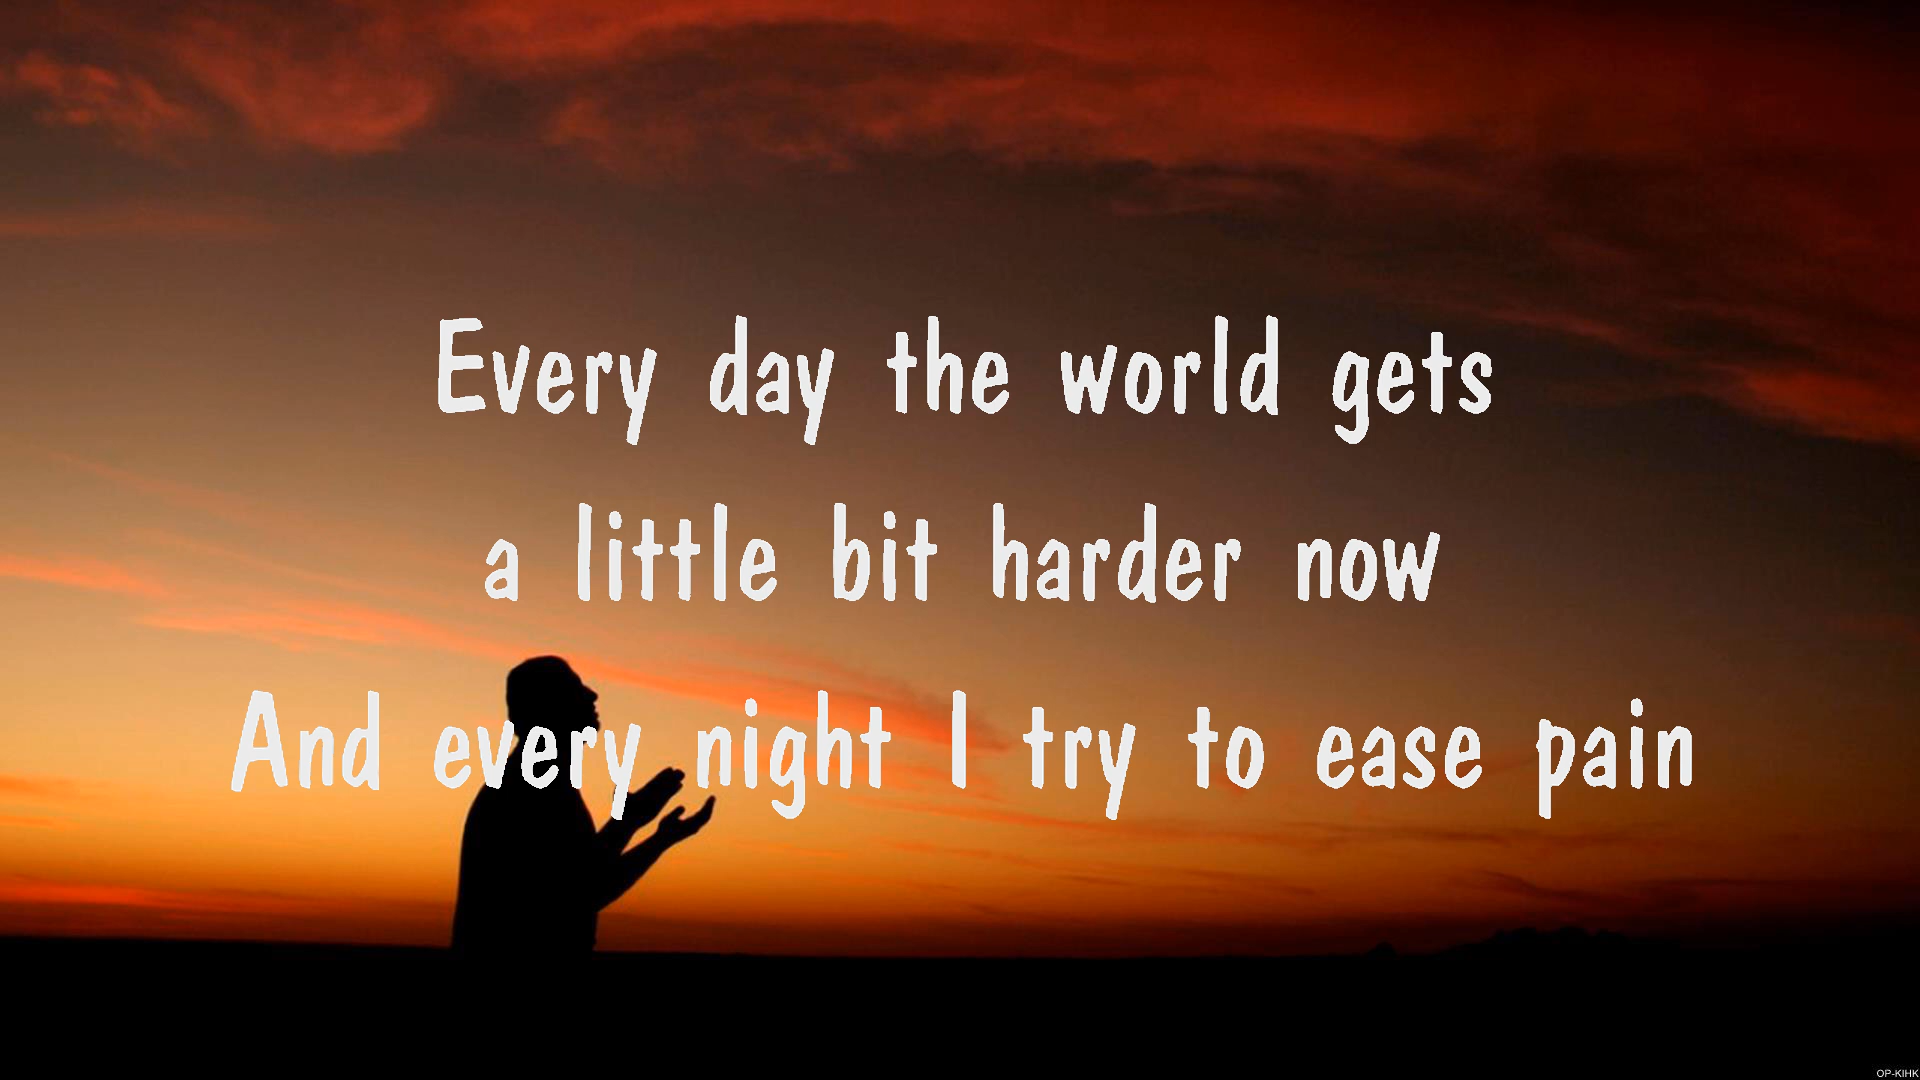 Every day the world gets
a little bit harder now
And every night I try to ease pain
OP-KIHK